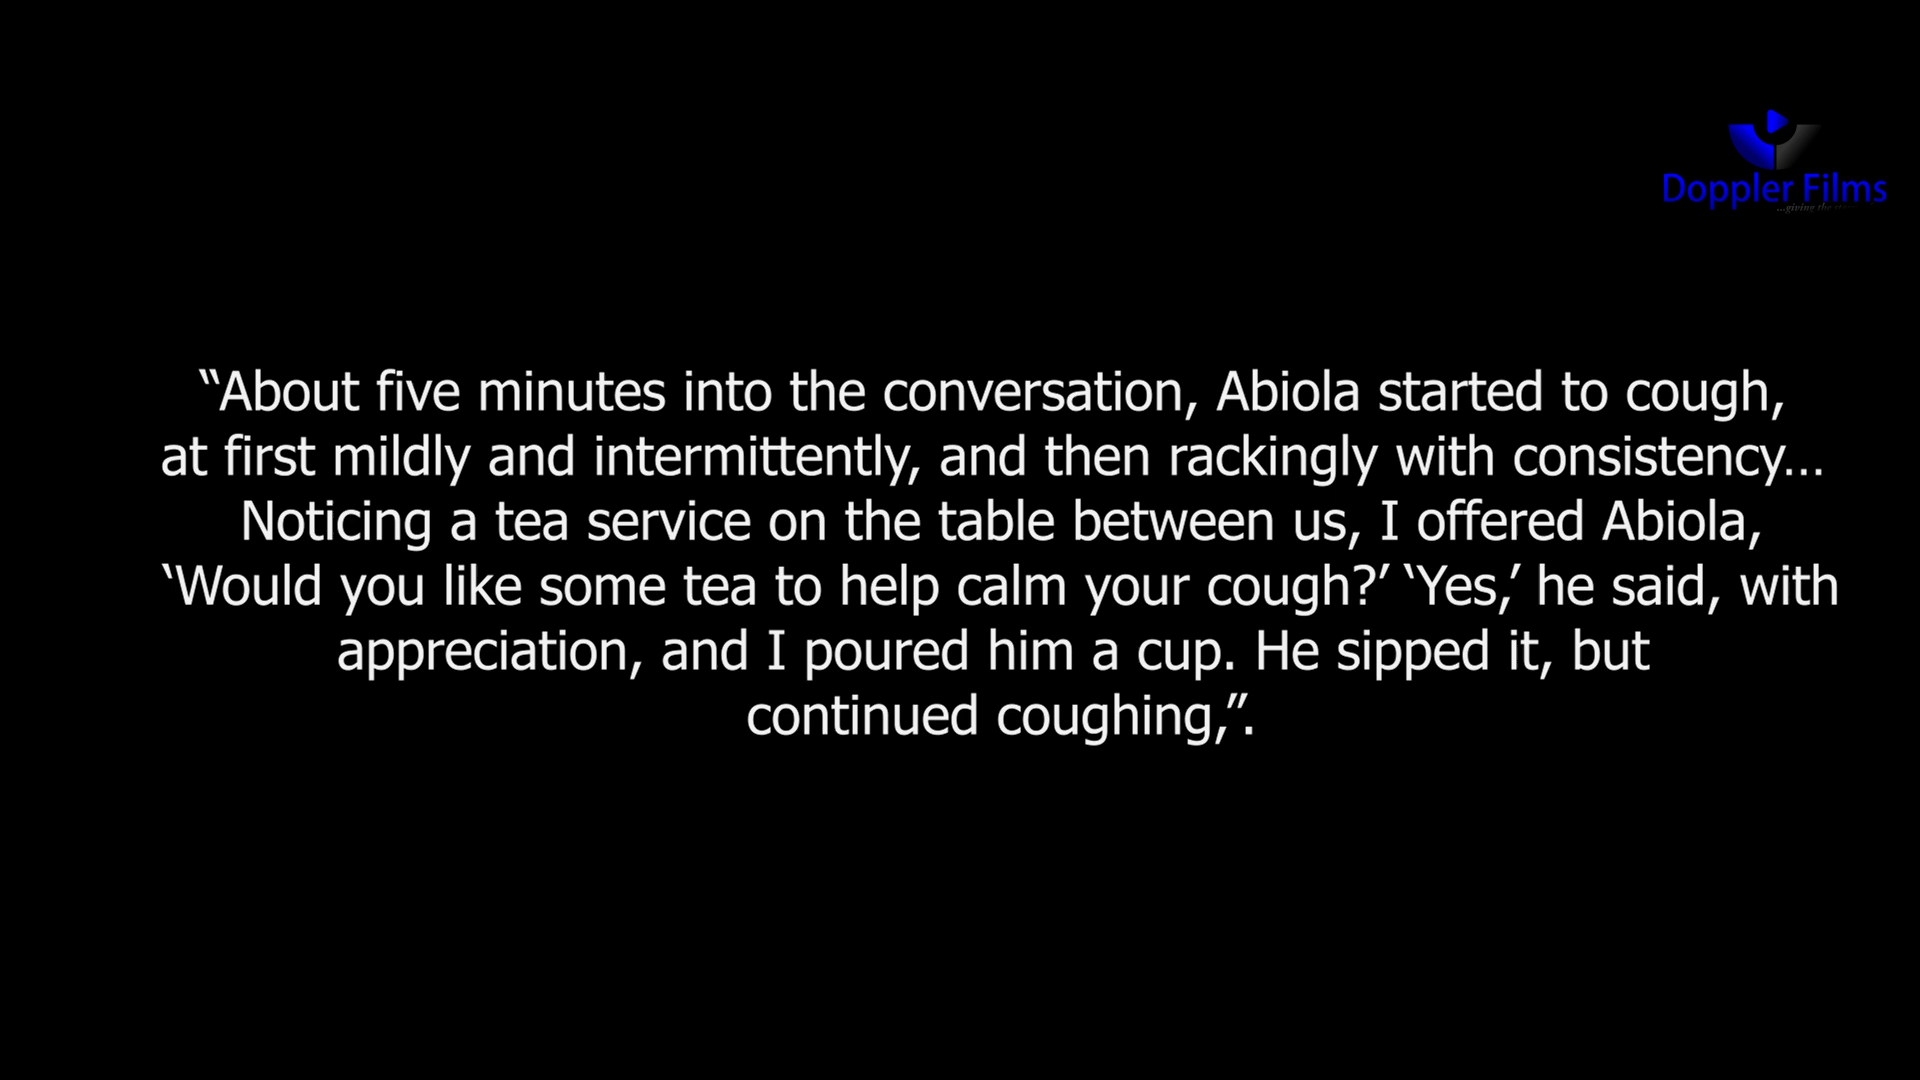 Doppler Films
...giving the
“About five minutes into the conversation, Abiola started to cough,
at first mildly and intermittently, and then rackingly with consistency...
Noticing a tea service on the table between us, I offered Abiola,
‘Would you like some tea to help calm your cough?’ ‘Yes,’ he said, with
appreciation, and I poured him a cup. He sipped it, but
continued coughing,”.